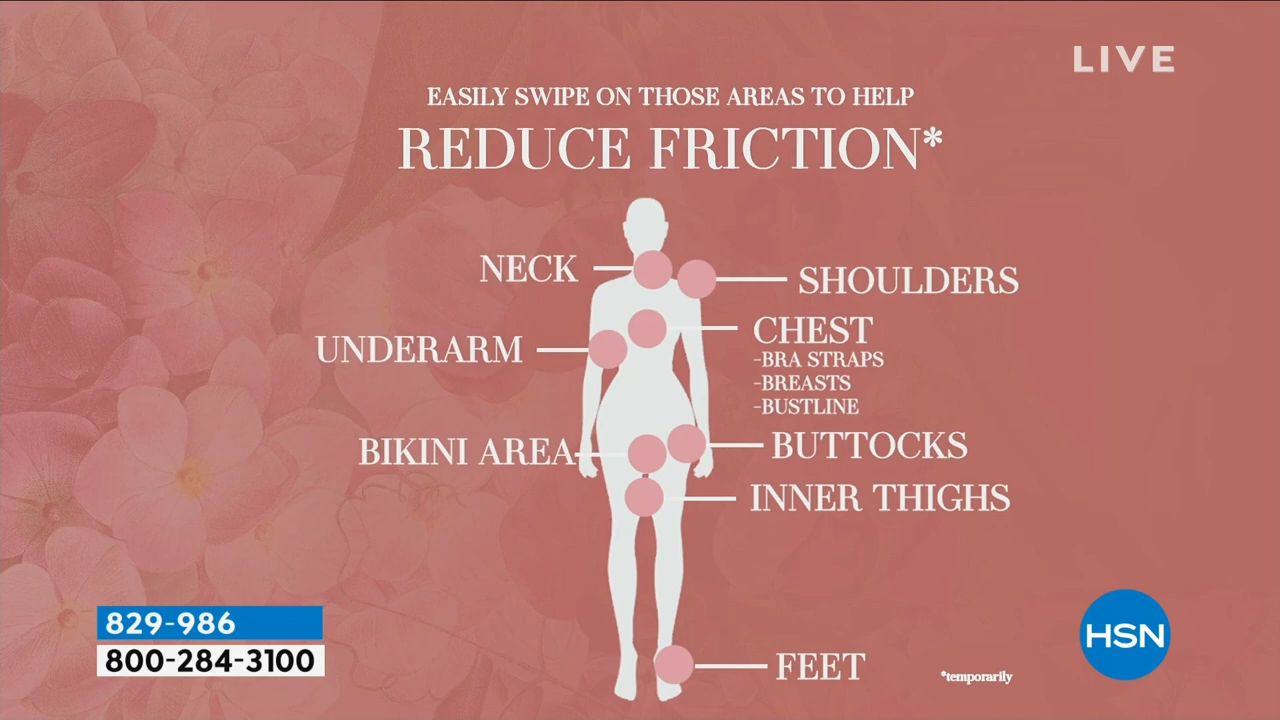 LIVE
EASILY SWIPE ON THOSE AREAS TO HELP
REDUCE FRICTION*
NECK
SHOULDERS
CHEST
-BRA STRAPS
-BREASTS
-BUSTLINE
UNDERARM
BIKINI AREA
BUTTOCKS
INNER THIGHS
FEET
*temporarily
829-986
800-284-3100
HSN